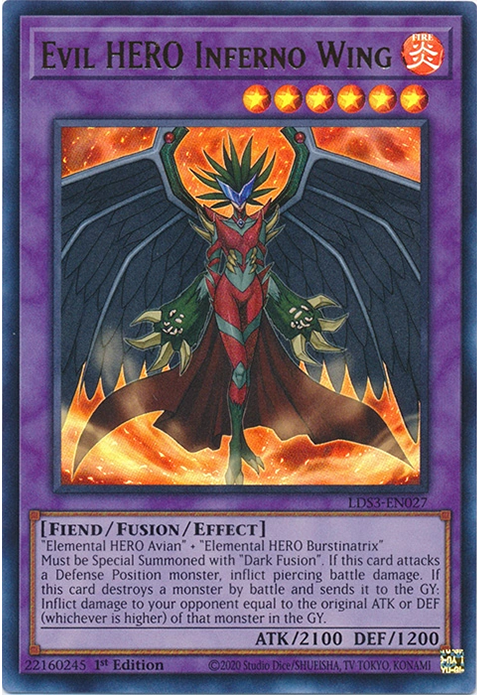 EVIL HERO INFERNO WING
FIRE
炎
LDS3-EN027
[FIEND/FUSION/EFFECT]
"Elemental HERO Avian" + "Elemental HERO Burstinatrix"
Must be Special Summoned with "Dark Fusion". If this card attacks
a Defense Position monster, inflict piercing battle damage. If
this card destroys a monster by battle and sends it to the GY:
Inflict damage to your opponent equal to the original ATK or DEF
(whichever is higher) of that monster in the GY.
ATK/2100 DEF/1200
22160245 1st Edition ©2020 Studio Dice/SHUEISHA, TV TOKYO, KONAMI